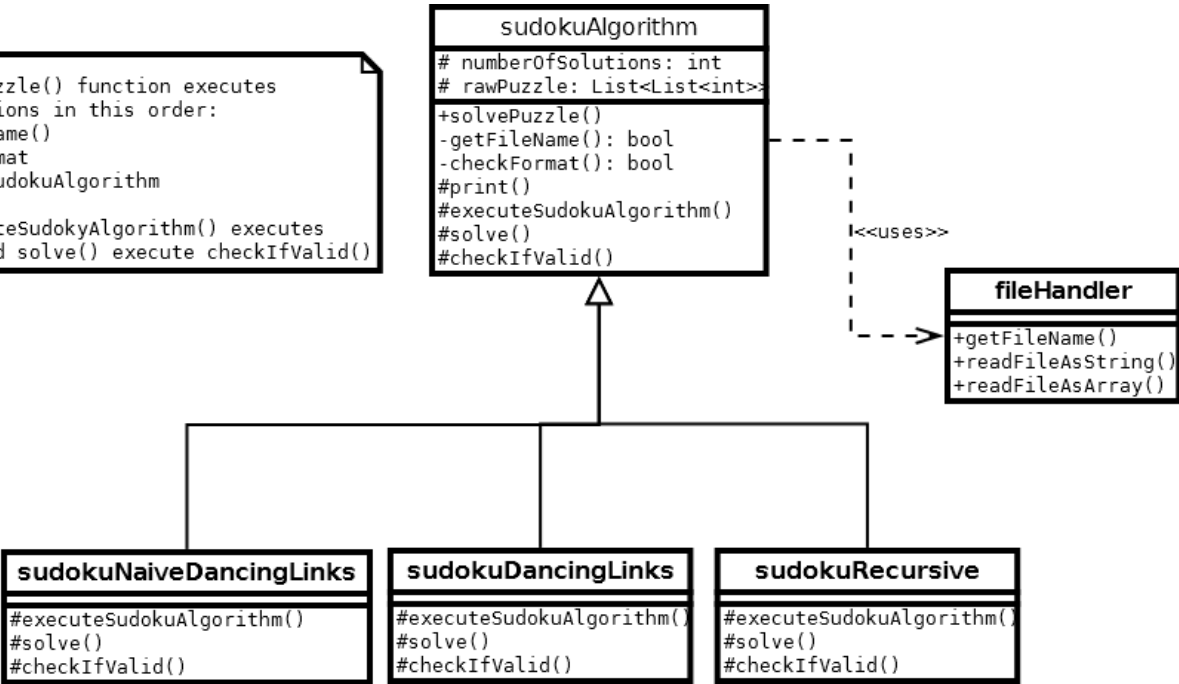 zzle() function executes
ions in this order:
ame()
mat
udokuAlgorithm
teSudokyAlgorithm() executes
d solve() execute checkIfValid()
sudokuAlgorithm
# numberOfSolutions: int
# rawPuzzle: List<List<int>>
+solvePuzzle()
-getFileName(): bool
-checkFormat(): bool
#print()
#executeSudokuAlgorithm()
#solve()
#checkIfValid()
<<uses>>
fileHandler
+getFileName()
+readFileAsString()
+readFileAsArray()
sudokuNaiveDancingLinks
#executeSudokuAlgorithm()
#solve()
#checkIfValid()
sudokuDancingLinks
#executeSudokuAlgorithm()
#solve()
#checkIfValid()
sudokuRecursive
#executeSudokuAlgorithm()
#solve()
#checkIfValid()